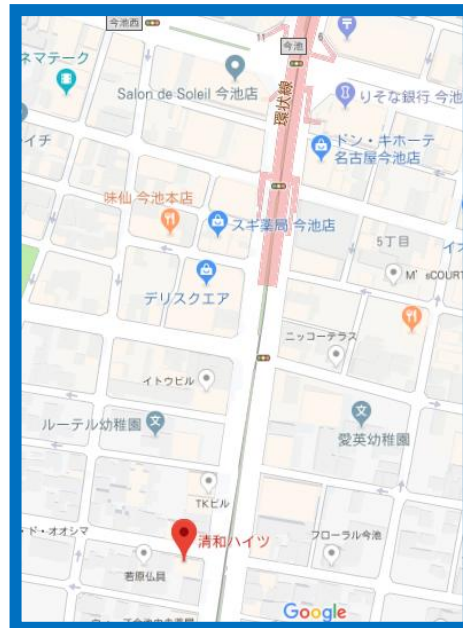 今池西
11
6
今池
ネマテーク
Salon de Soleil 今池店
環状線
りそな銀行 今池
イチ
ドン・キホーテ
名古屋今池店
味仙 今池本店
スギ薬局 今池店
5丁目
イオ
M'sCOURT
デリスクエア
ニッコーテラス
イトウビル
ルーテル幼稚園
愛英幼稚園
TKビル
・ド・オオシマ
清和ハイツ
フローラル今池
若原仏具
Google